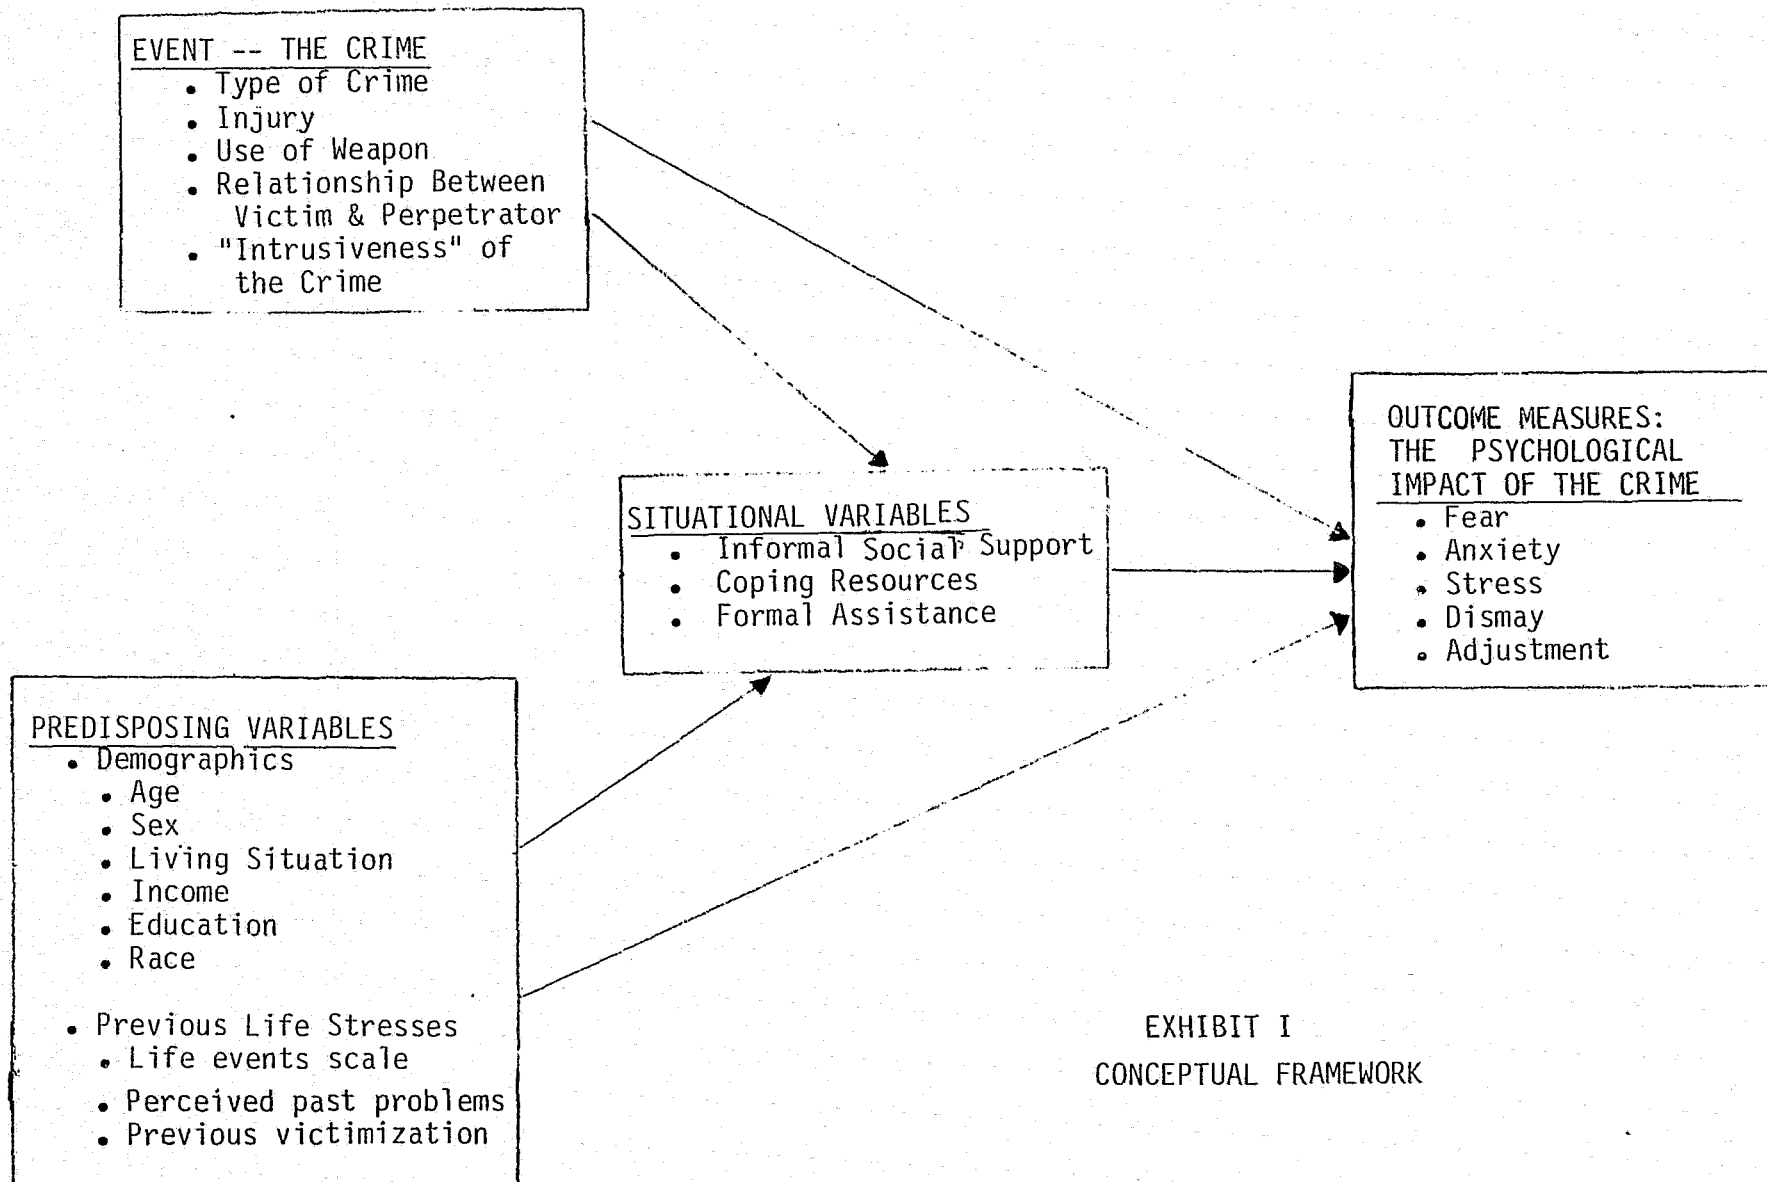 EVENT -- THE CRIME
• Type of Crime
• Injury
• Use of Weapon
• Relationship Between
Victim & Perpetrator
• "Intrusiveness" of
the Crime
SITUATIONAL VARIABLES
• Informal Social Support
• Coping Resources
• Formal Assistance
OUTCOME MEASURES:
THE PSYCHOLOGICAL
IMPACT OF THE CRIME
• Fear
• Anxiety
• Stress
• Dismay
• Adjustment
PREDISPOSING VARIABLES
• Demographics
• Age
• Sex
• Living Situation
• Income
• Education
• Race
• Previous Life Stresses
• Life events scale
• Perceived past problems
• Previous victimization
EXHIBIT I
CONCEPTUAL FRAMEWORK